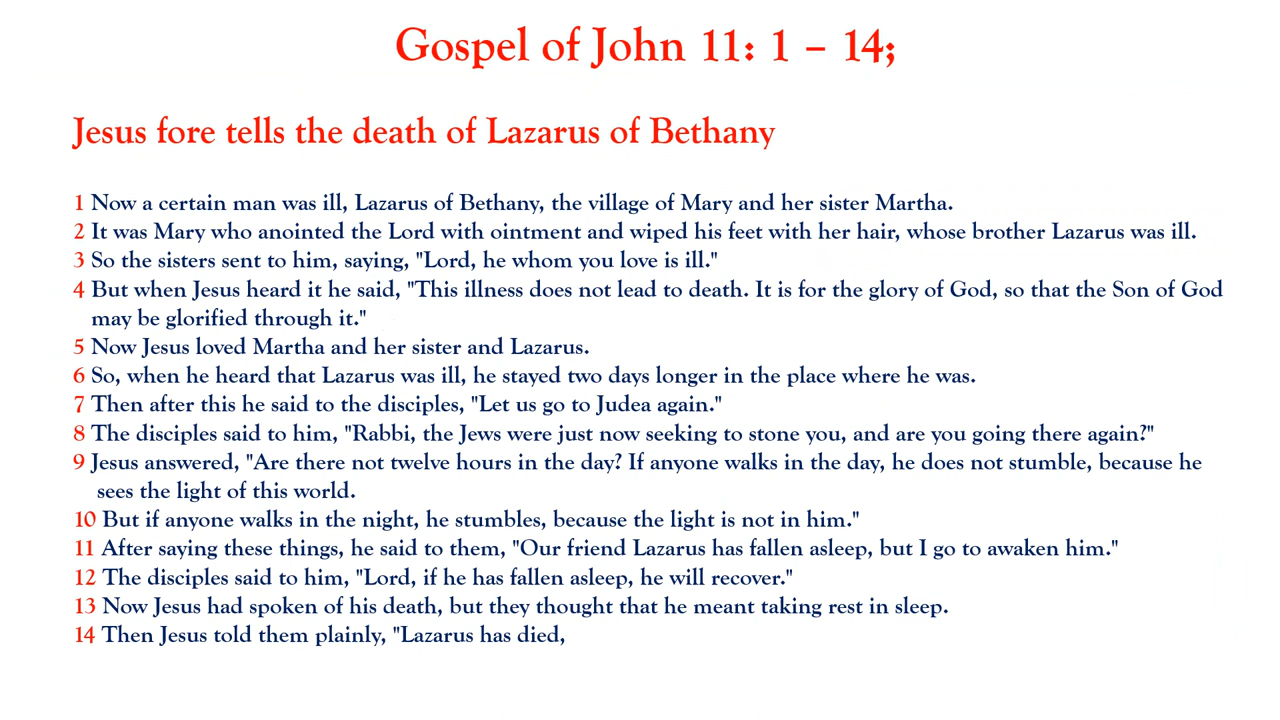 Gospel of John 11: 1 – 14;
Jesus fore tells the death of Lazarus of Bethany
1 Now a certain man was ill, Lazarus of Bethany, the village of Mary and her sister Martha.
2 It was Mary who anointed the Lord with ointment and wiped his feet with her hair, whose brother Lazarus was ill.
3 So the sisters sent to him, saying, "Lord, he whom you love is ill."
4 But when Jesus heard it he said, "This illness does not lead to death. It is for the glory of God, so that the Son of God
may be glorified through it."
5 Now Jesus loved Martha and her sister and Lazarus.
6 So, when he heard that Lazarus was ill, he stayed two days longer in the place where he was.
7 Then after this he said to the disciples, "Let us go to Judea again."
8 The disciples said to him, "Rabbi, the Jews were just now seeking to stone you, and are you going there again?"
9 Jesus answered, "Are there not twelve hours in the day? If anyone walks in the day, he does not stumble, because he
sees the light of this world.
10 But if anyone walks in the night, he stumbles, because the light is not in him."
11 After saying these things, he said to them, "Our friend Lazarus has fallen asleep, but I go to awaken him."
12 The disciples said to him, "Lord, if he has fallen asleep, he will recover."
13 Now Jesus had spoken of his death, but they thought that he meant taking rest in sleep.
14 Then Jesus told them plainly, "Lazarus has died,